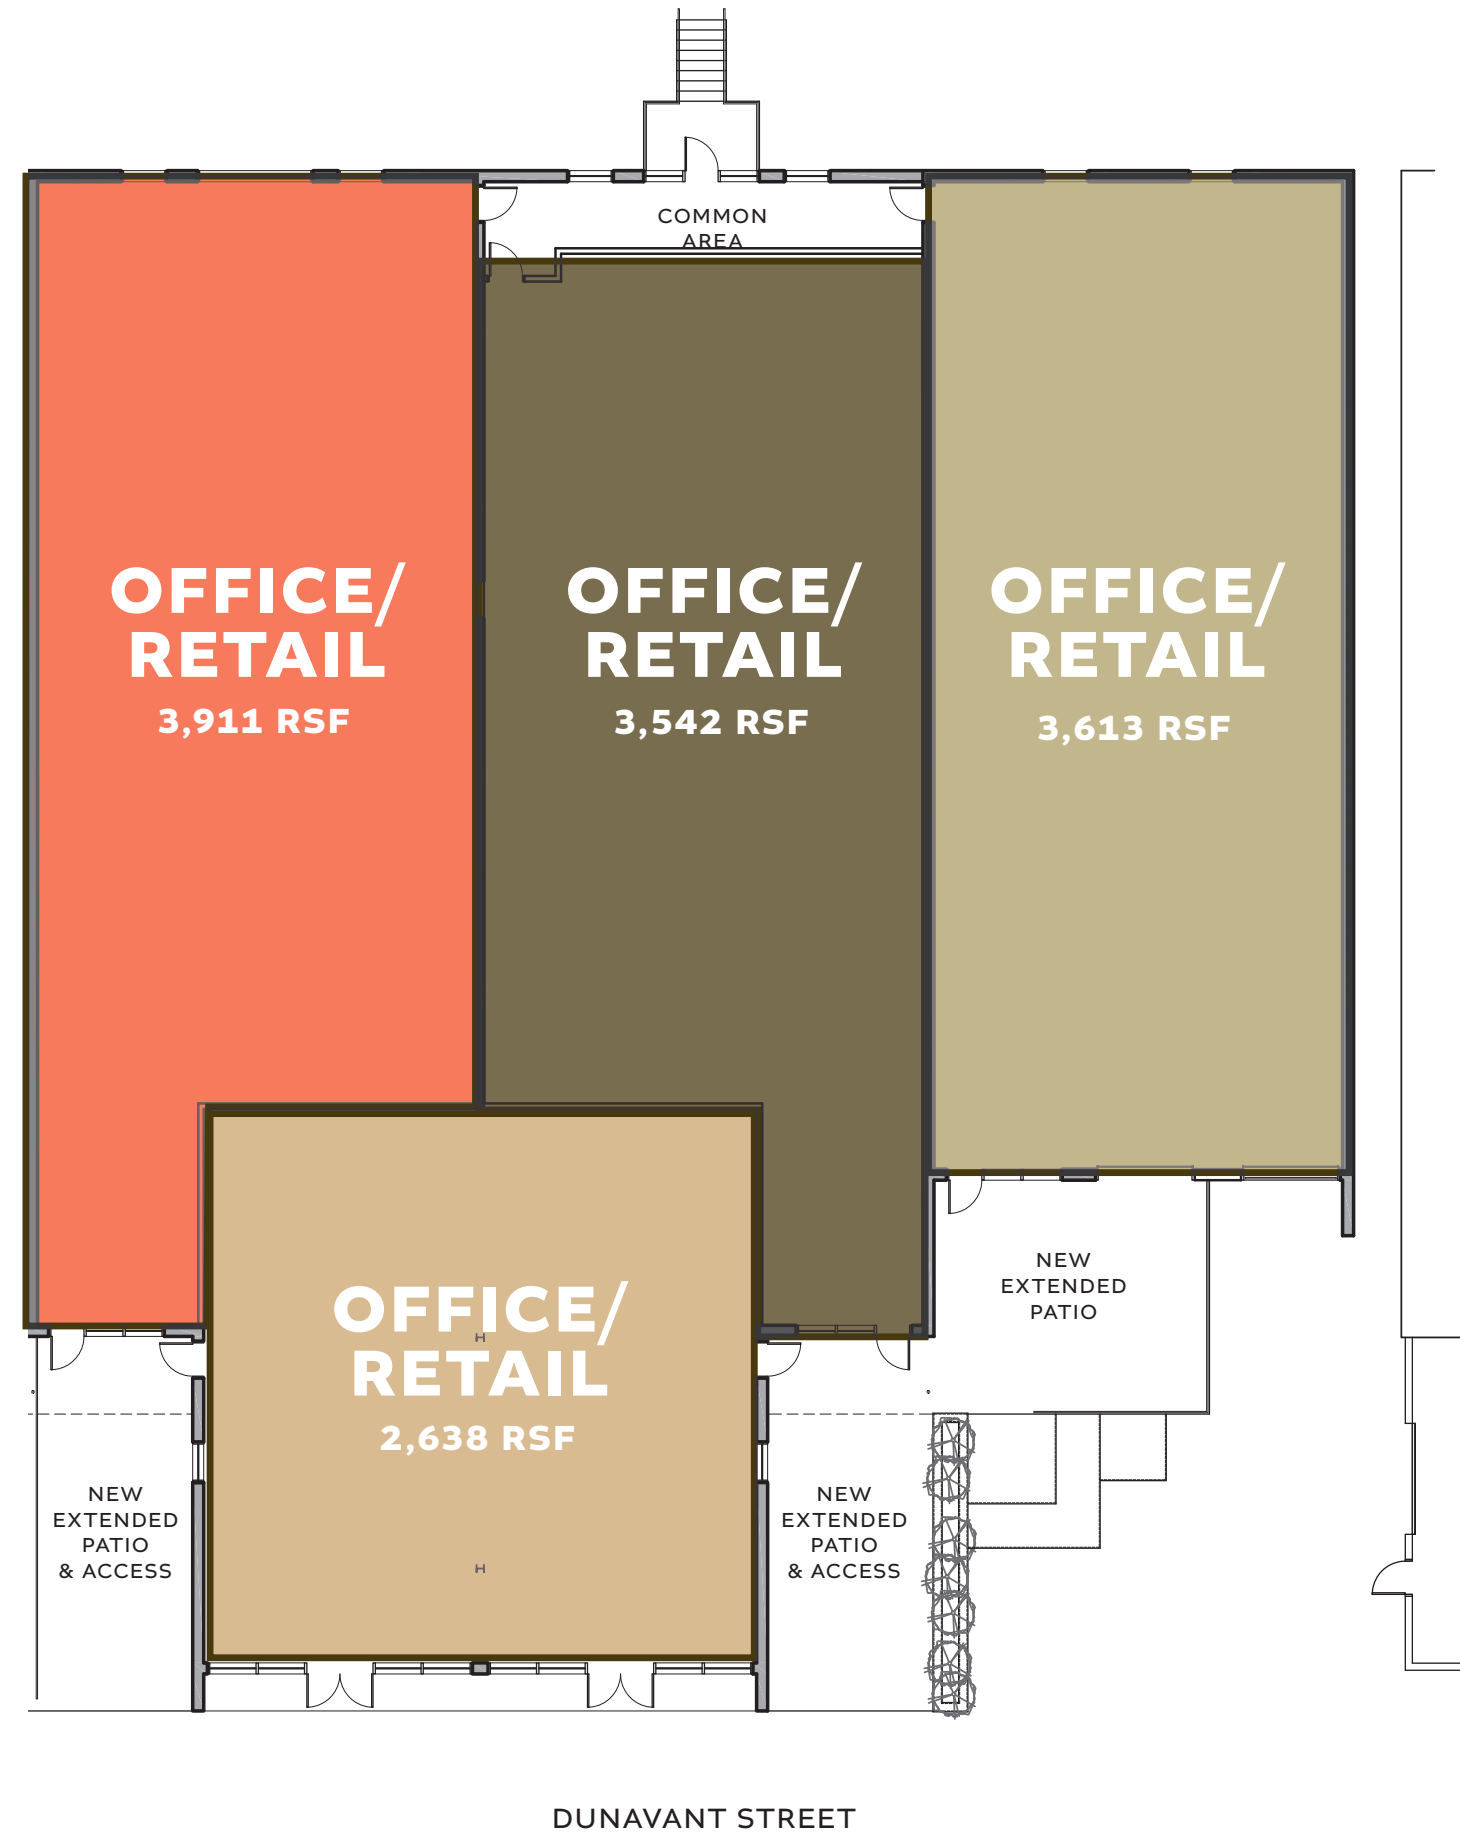 COMMON
AREA
OFFICE/
RETAIL
3,911 RSF
OFFICE/
RETAIL
3,542 RSF
OFFICE/
RETAIL
3,613 RSF
NEW
EXTENDED
PATIO
OFFICE/
RETAIL
2,638 RSF
NEW
EXTENDED
PATIO
& ACCESS
NEW
EXTENDED
PATIO
& ACCESS
DUNAVANT STREET